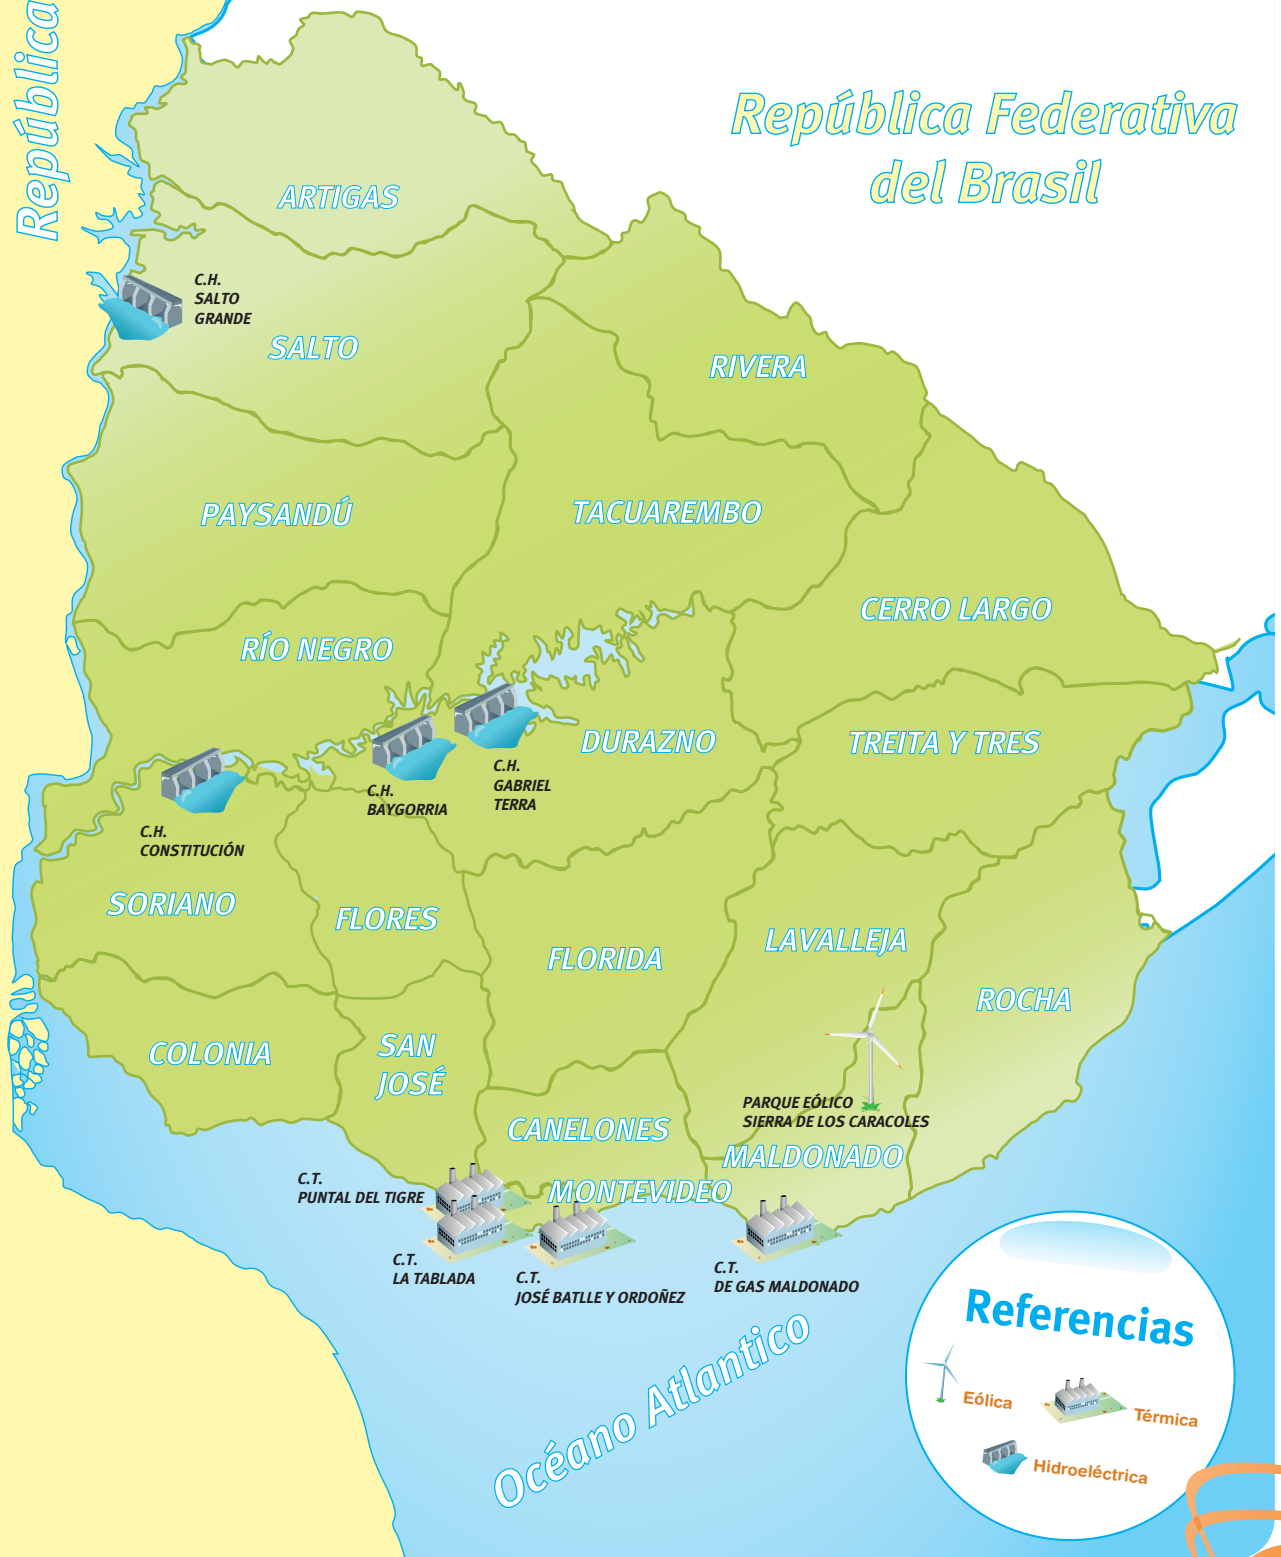 República
República Federativa
del Brasil
ARTIGAS
C.H.
SALTO
GRANDE
SALTO
RIVERA
PAYSANDÚ
TACUAREMBO
CERRO LARGO
RÍO NEGRO
DURAZNO
TREITA Y TRES
C.H.
GABRIEL
TERRA
C.H.
BAYGORRIA
C.H.
CONSTITUCIÓN
SORIANO
FLORES
LAVALLEJA
FLORIDA
ROCHA
COLONIA
SAN
JOSÉ
PARQUE EÓLICO
SIERRA DE LOS CARACOLES
CANELONES
MALDONADO
C.T.
PUNTAL DEL TIGRE
MONTEVIDEO
C.T.
LA TABLADA
C.T.
JOSÉ BATLLE Y ORDOÑEZ
C.T.
DE GAS MALDONADO
Océano Atlantico
Referencias
Eólica
Térmica
Hidroeléctrica